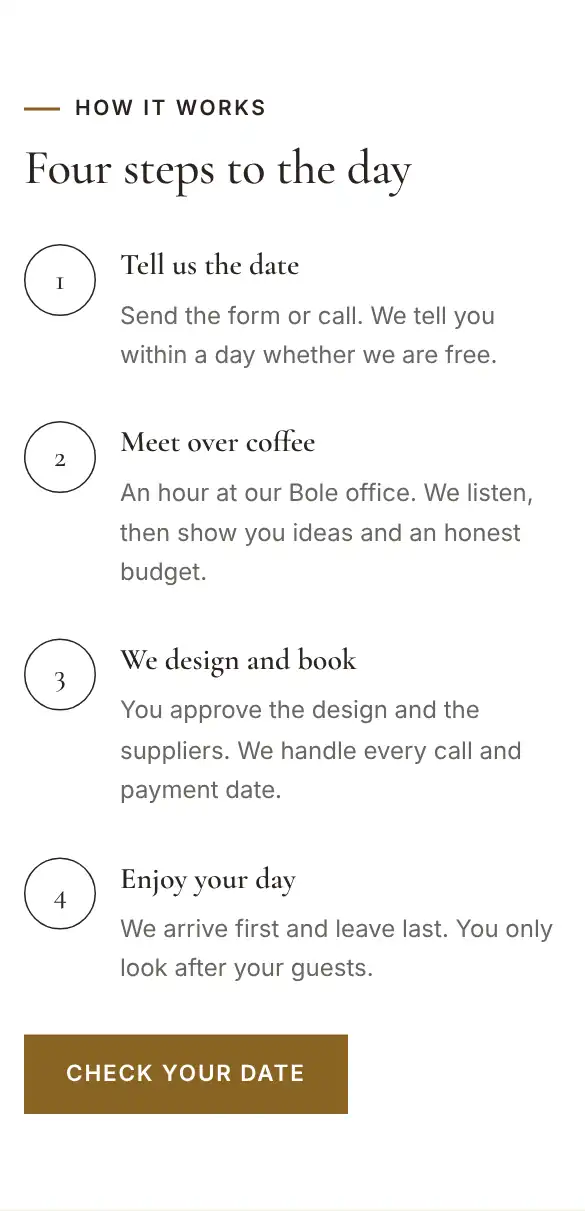 HOW IT WORKS
Four steps to the day
1
Tell us the date
Send the form or call. We tell you
within a day whether we are free.
2
Meet over coffee
An hour at our Bole office. We listen,
then show you ideas and an honest
budget.
3
We design and book
You approve the design and the
suppliers. We handle every call and
payment date.
4
Enjoy your day
We arrive first and leave last. You only
look after your guests.
CHECK YOUR DATE